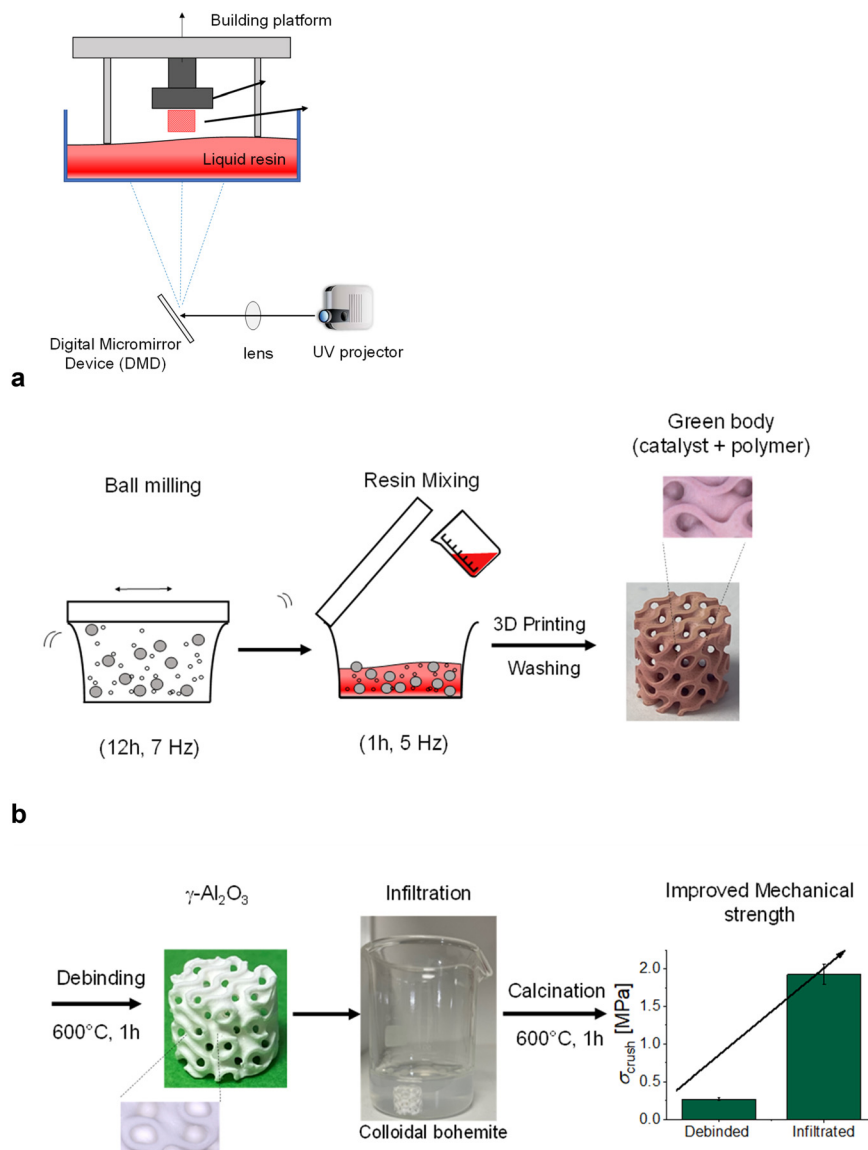 Building platform
Liquid resin
Digital Micromirror
Device (DMD)
lens
UV projector
a
Green body
(catalyst + polymer)
Ball milling
Resin Mixing
3D Printing
Washing
(12h, 7 Hz)
(1h, 5 Hz)
b
γ-Al₂O₃
Infiltration
Improved Mechanical
strength
Debinding
600°C, 1h
Calcination
600°C, 1h
Colloidal bohemite
σcrush [MPa]
2.0
1.5
1.0
0.5
0.0
Debinded
Infiltrated